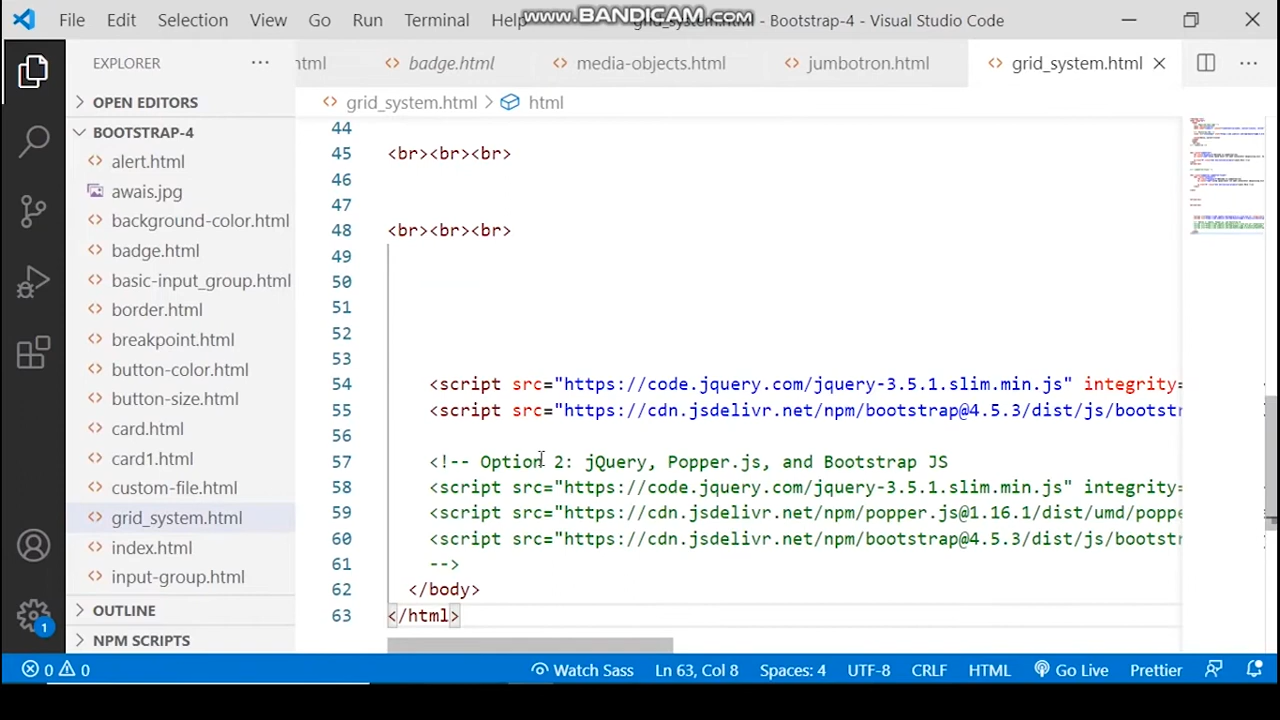 File Edit Selection View Go Run Terminal Help grid_system.html - Bootstrap-4 - Visual Studio Code
www.BANDICAM.com
EXPLORER
html badge.html media-objects.html jumbotron.html grid_system.html
OPEN EDITORS
grid_system.html > html
BOOTSTRAP-4
alert.html
awais.jpg
background-color.html
badge.html
basic-input_group.html
border.html
breakpoint.html
button-color.html
button-size.html
card.html
card1.html
custom-file.html
grid_system.html
index.html
input-group.html
OUTLINE
NPM SCRIPTS
1
44
45 <br><br><br>
46
47
48 <br><br><br>
49
50
51
52
53
54 <script src="https://code.jquery.com/jquery-3.5.1.slim.min.js" integrity=
55 <script src="https://cdn.jsdelivr.net/npm/bootstrap@4.5.3/dist/js/bootstr
56
57 <!-- Option 2: jQuery, Popper.js, and Bootstrap JS
58 <script src="https://code.jquery.com/jquery-3.5.1.slim.min.js" integrity=
59 <script src="https://cdn.jsdelivr.net/npm/popper.js@1.16.1/dist/umd/poppe
60 <script src="https://cdn.jsdelivr.net/npm/bootstrap@4.5.3/dist/js/bootstr
61 -->
62 </body>
63 </html>
0 0 Watch Sass Ln 63, Col 8 Spaces: 4 UTF-8 CRLF HTML Go Live Prettier